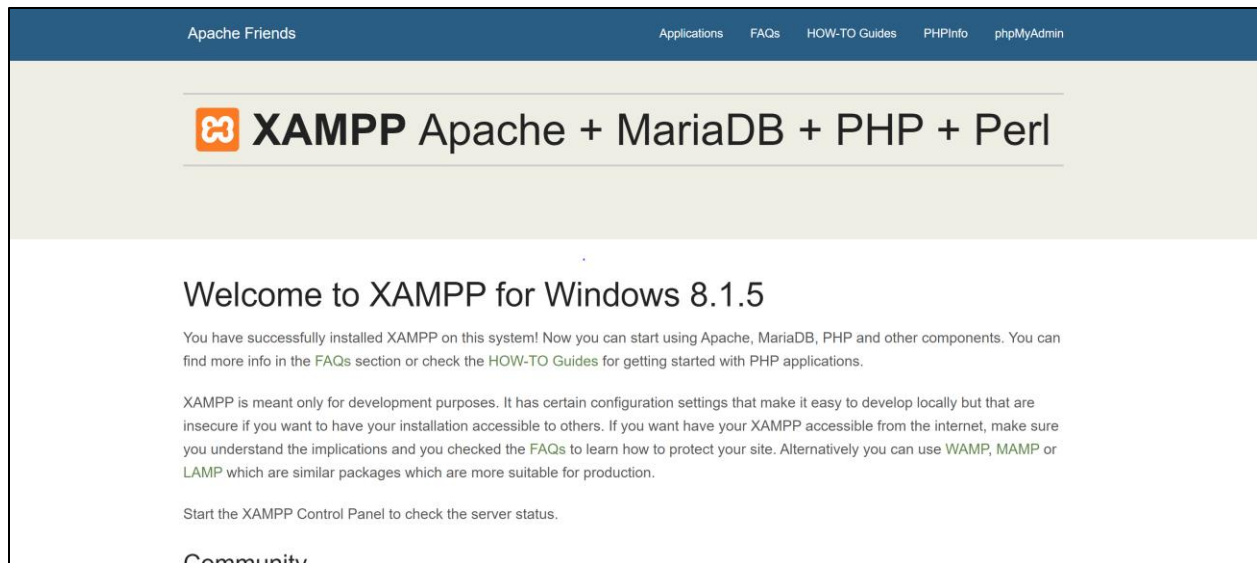 Apache Friends
Applications FAQs HOW-TO Guides PHPInfo phpMyAdmin
XAMPP Apache + MariaDB + PHP + Perl
Welcome to XAMPP for Windows 8.1.5
You have successfully installed XAMPP on this system! Now you can start using Apache, MariaDB, PHP and other components. You can
find more info in the FAQs section or check the HOW-TO Guides for getting started with PHP applications.
XAMPP is meant only for development purposes. It has certain configuration settings that make it easy to develop locally but that are
insecure if you want to have your installation accessible to others. If you want have your XAMPP accessible from the internet, make sure
you understand the implications and you checked the FAQs to learn how to protect your site. Alternatively you can use WAMP, MAMP or
LAMP which are similar packages which are more suitable for production.
Start the XAMPP Control Panel to check the server status.
Community